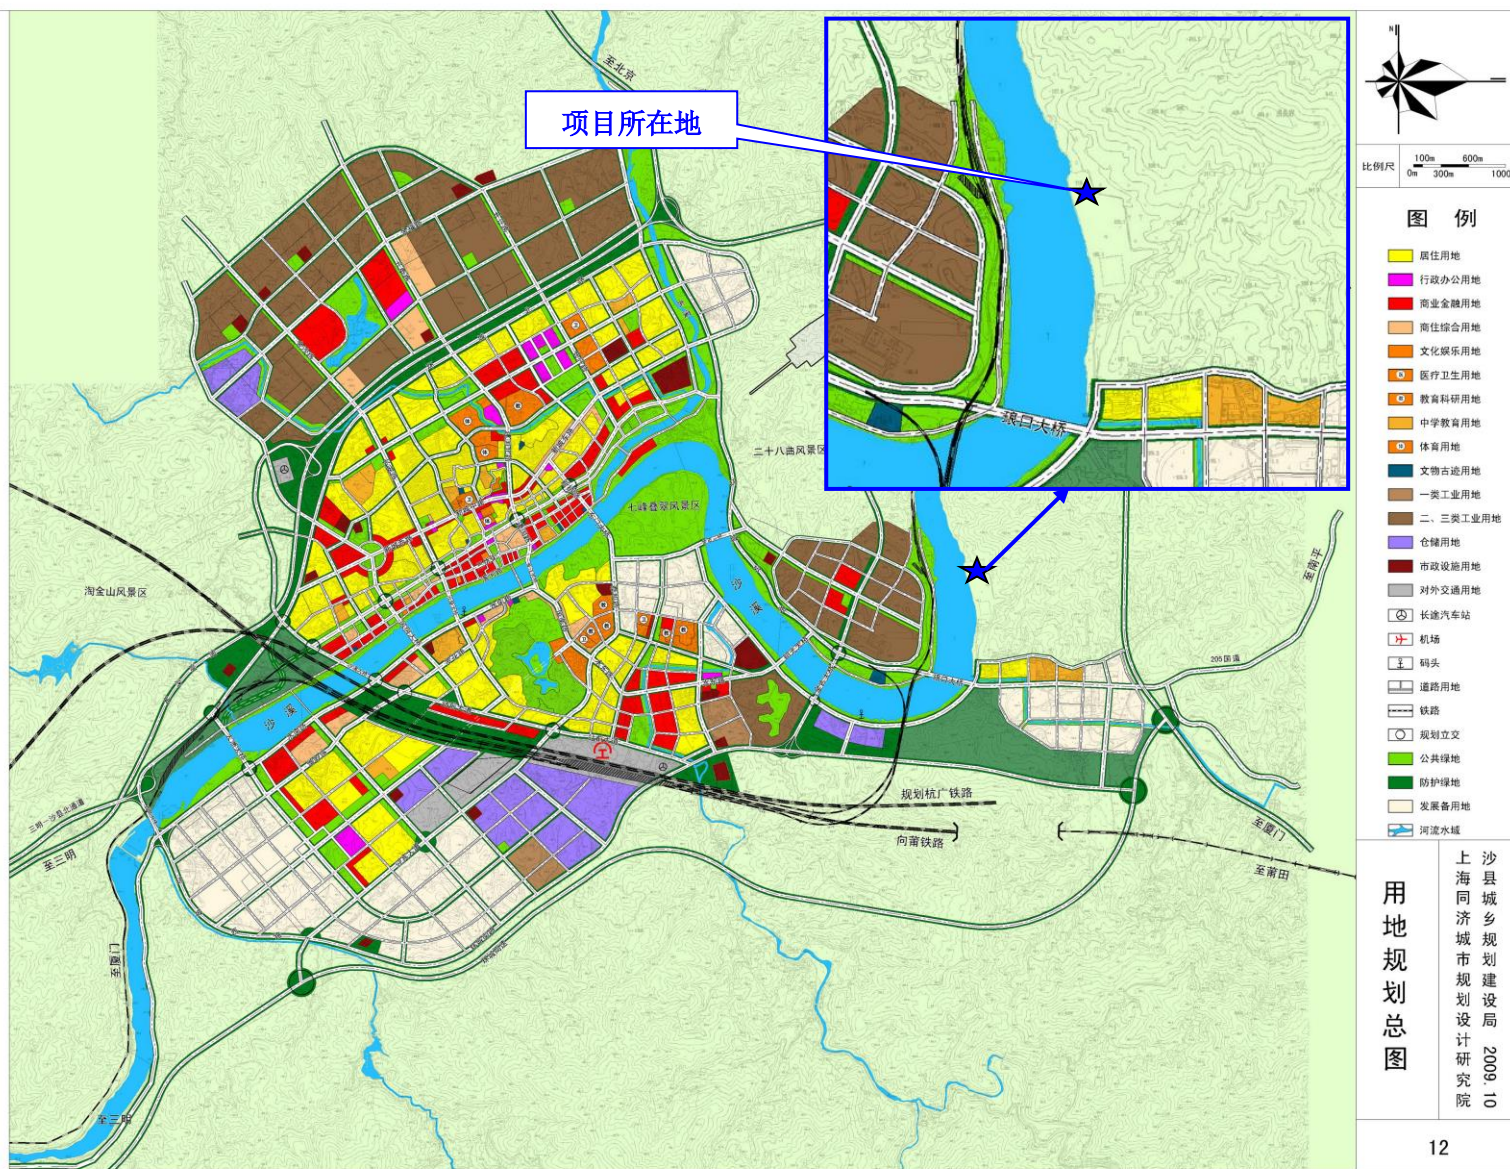 至北京
项目所在地
琅口大桥
二十八曲风景区
七峰叠翠风景区
淘金山风景区
沙溪
沙溪
至南平
205国道
规划杭广铁路
向莆铁路
至厦门
至莆田
三明—沙县北通道
至三明
至厦门
至三明
N
比例尺
100m 600m
0m 300m 1000
图 例
居住用地
行政办公用地
商业金融用地
商住综合用地
文化娱乐用地
医疗卫生用地
教育科研用地
中学教育用地
体育用地
文物古迹用地
一类工业用地
二、三类工业用地
仓储用地
市政设施用地
对外交通用地
长途汽车站
机场
码头
道路用地
铁路
规划立交
公共绿地
防护绿地
发展备用地
河流水域
用地规划总图
沙县城乡规划建设局 2009.10
上海同济城市规划设计研究院
12